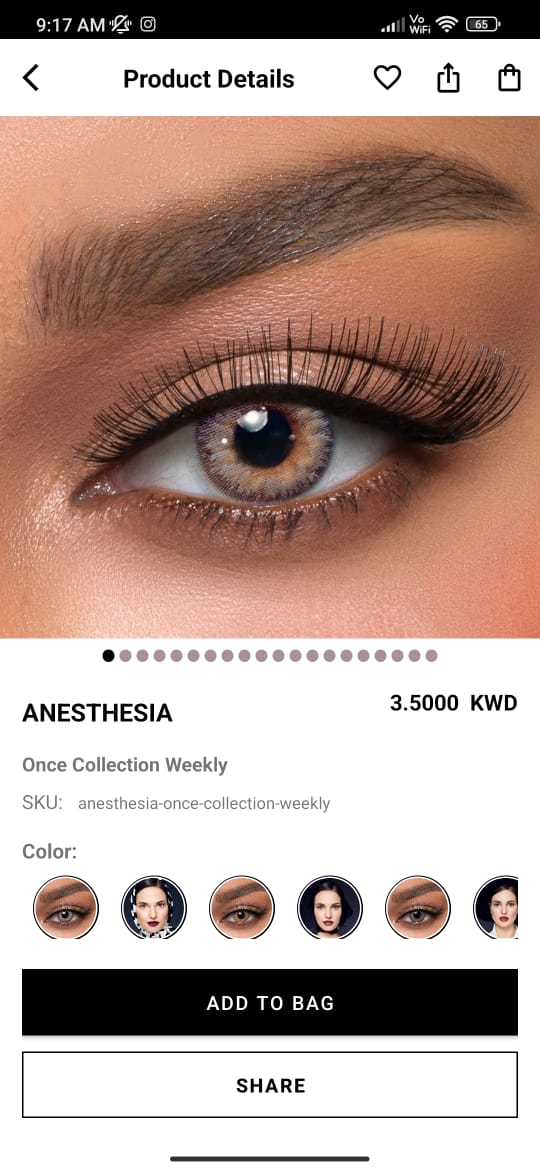 9:17 AM
Vo
WiFi
65
Product Details
ANESTHESIA
3.5000 KWD
Once Collection Weekly
SKU: anesthesia-once-collection-weekly
Color:
ADD TO BAG
SHARE